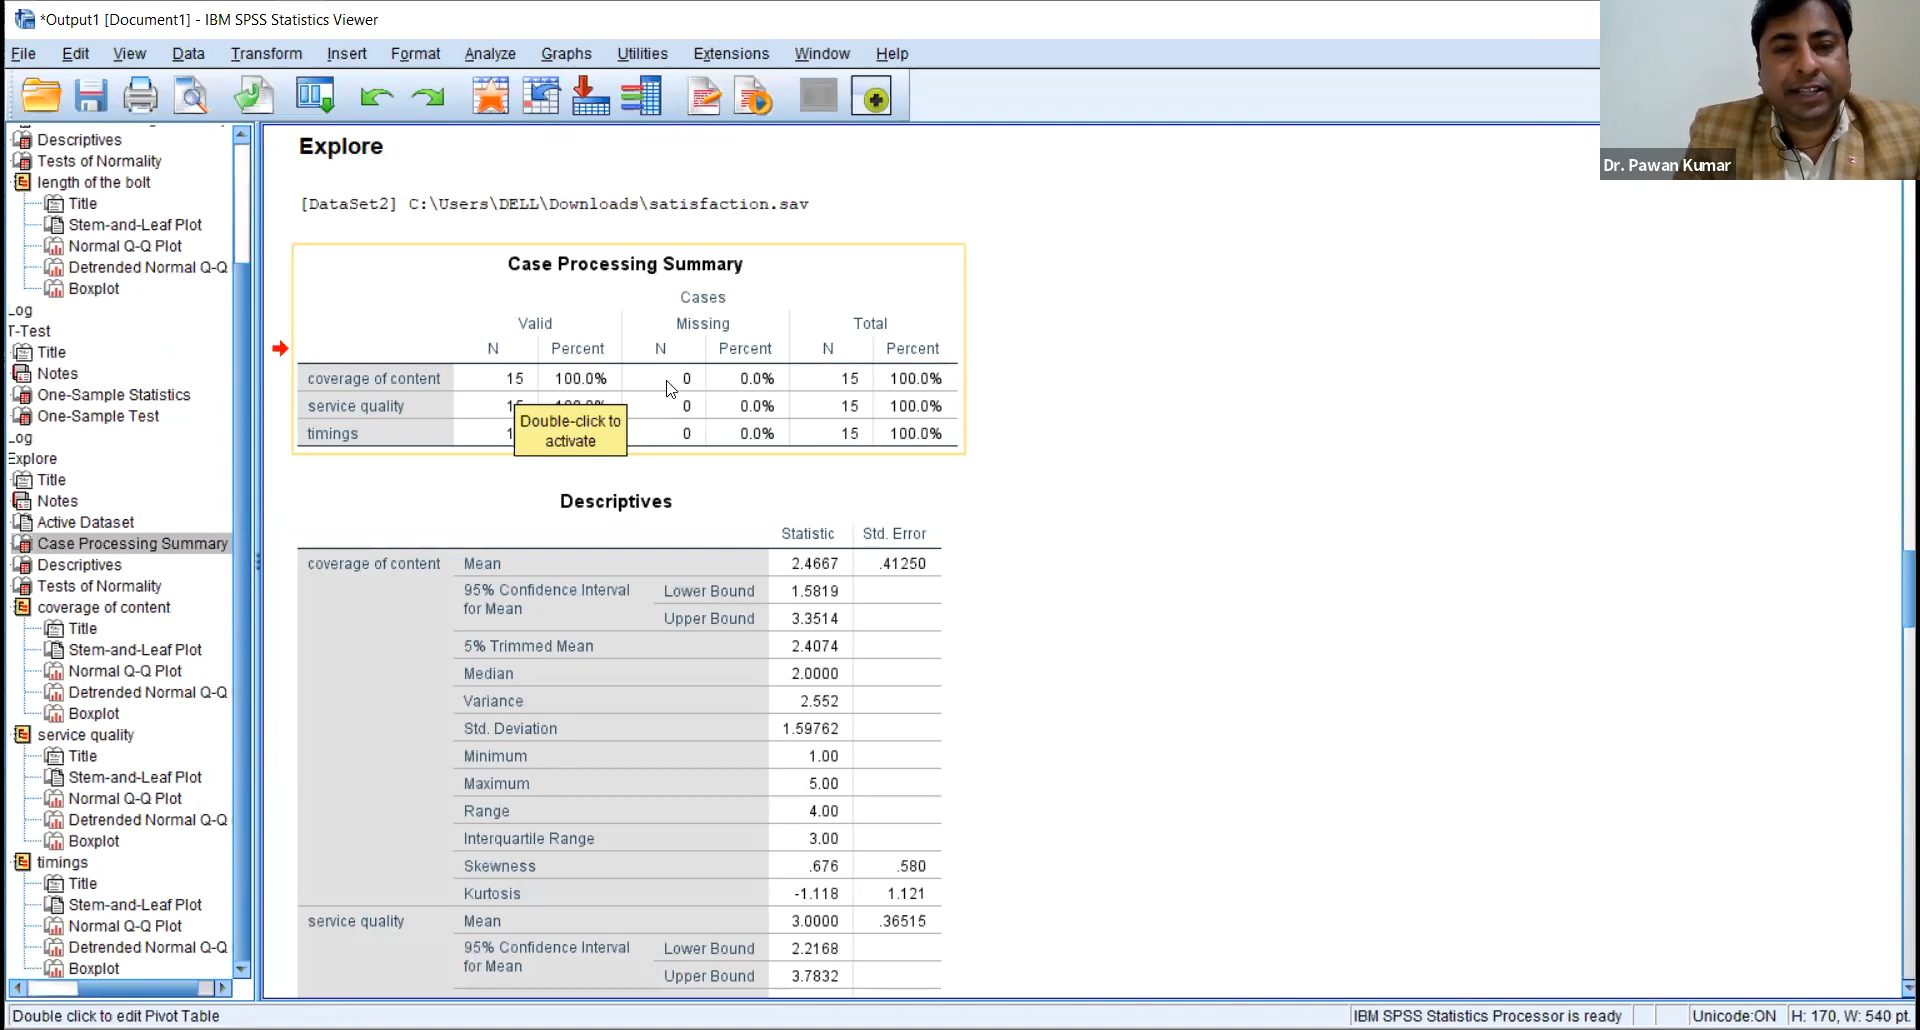 *Output1 [Document1] - IBM SPSS Statistics Viewer
File Edit View Data Transform Insert Format Analyze Graphs Utilities Extensions Window Help
Dr. Pawan Kumar
Descriptives
Tests of Normality
length of the bolt
Title
Stem-and-Leaf Plot
Normal Q-Q Plot
Detrended Normal Q-Q
Boxplot
Log
T-Test
Title
Notes
One-Sample Statistics
One-Sample Test
Log
Explore
Title
Notes
Active Dataset
Case Processing Summary
Descriptives
Tests of Normality
coverage of content
Title
Stem-and-Leaf Plot
Normal Q-Q Plot
Detrended Normal Q-Q
Boxplot
service quality
Title
Stem-and-Leaf Plot
Normal Q-Q Plot
Detrended Normal Q-Q
Boxplot
timings
Title
Stem-and-Leaf Plot
Normal Q-Q Plot
Detrended Normal Q-Q
Boxplot
Explore
[DataSet2] C:\Users\DELL\Downloads\satisfaction.sav
Case Processing Summary
Cases
Valid Missing Total
N Percent N Percent N Percent
coverage of content 15 100.0% 0 0.0% 15 100.0%
service quality 0 0.0% 15 100.0%
timings 0 0.0% 15 100.0%
Double-click to
activate
Descriptives
Statistic Std. Error
coverage of content Mean 2.4667 .41250
95% Confidence Interval
for Mean
Lower Bound 1.5819
Upper Bound 3.3514
5% Trimmed Mean 2.4074
Median 2.0000
Variance 2.552
Std. Deviation 1.59762
Minimum 1.00
Maximum 5.00
Range 4.00
Interquartile Range 3.00
Skewness .676 .580
Kurtosis -1.118 1.121
service quality Mean 3.0000 .36515
95% Confidence Interval
for Mean
Lower Bound 2.2168
Upper Bound 3.7832
Double click to edit Pivot Table
IBM SPSS Statistics Processor is ready Unicode:ON H: 170, W: 540 pt.